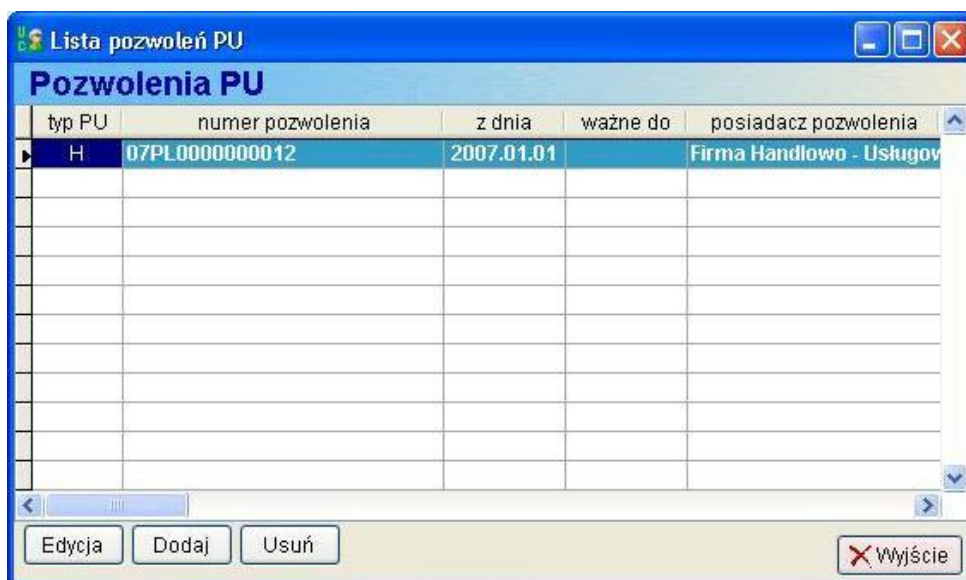 Lista pozwoleń PU
Pozwolenia PU
typ PU numer pozwolenia z dnia ważne do posiadacz pozwolenia
H 07PL0000000012 2007.01.01 Firma Handlowo - Usługow
Edycja Dodaj Usuń Wyjście